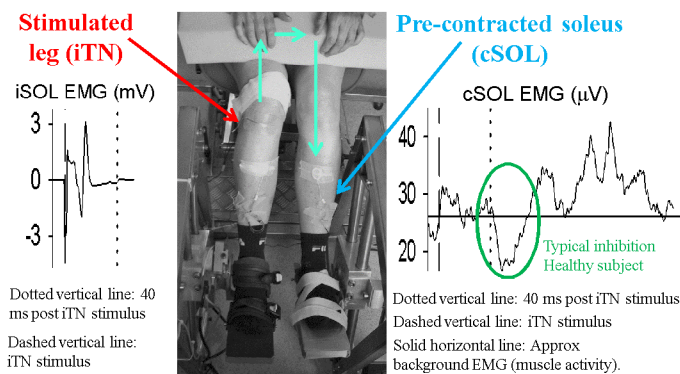 Stimulated
leg (iTN)
Pre-contracted soleus
(cSOL)
iSOL EMG (mV)
3
0
-3
cSOL EMG (μV)
40
30
20
Typical inhibition
Healthy subject
Dotted vertical line: 40
ms post iTN stimulus
Dashed vertical line:
iTN stimulus
Dotted vertical line: 40 ms post iTN stimulus
Dashed vertical line: iTN stimulus
Solid horizontal line: Approx
background EMG (muscle activity).